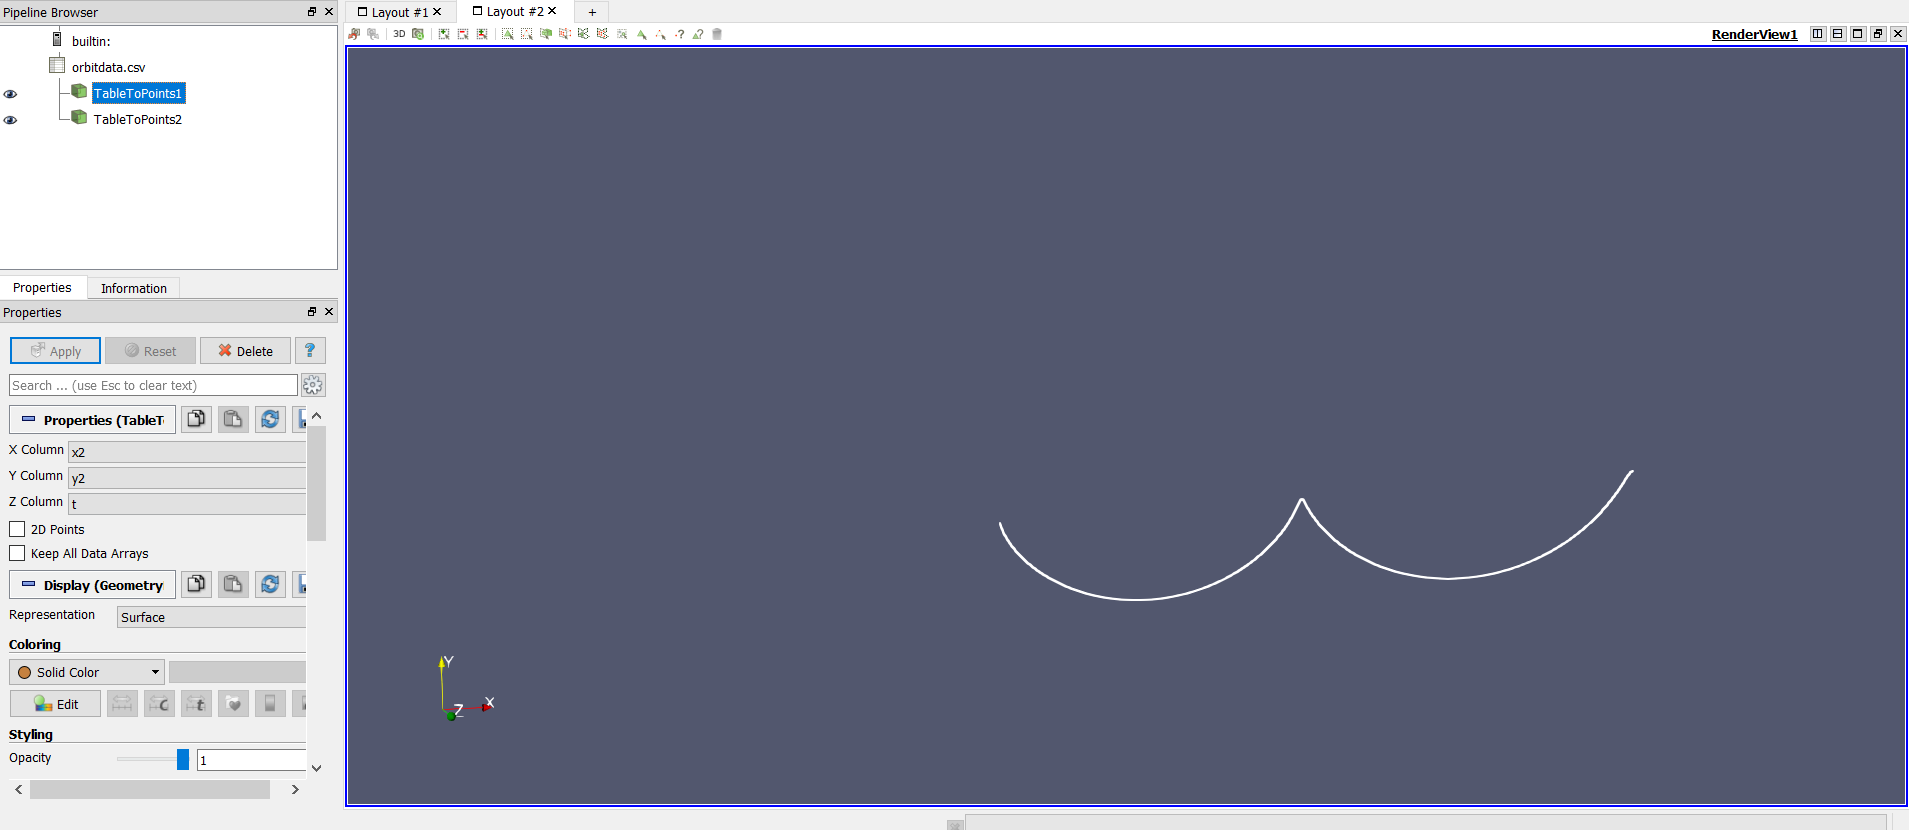 Pipeline Browser
builtin:
orbitdata.csv
TableToPoints1
TableToPoints2
Properties
Information
Properties
Apply
Reset
Delete
?
Search ... (use Esc to clear text)
Properties (TableT
X Column
x2
Y Column
y2
Z Column
t
2D Points
Keep All Data Arrays
Display (Geometry
Representation
Surface
Coloring
Solid Color
Edit
Styling
Opacity
1
Layout #1
Layout #2
+
3D
RenderView1
Y
X
Z